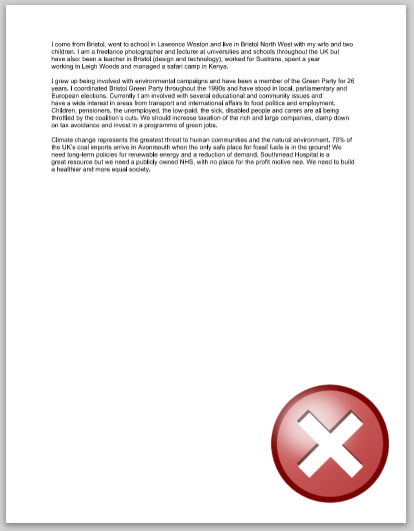 I come from Bristol, went to school in Lawrence Weston and live in Bristol North West with my wife and two
children. I am a freelance photographer and lecturer at universities and schools throughout the UK but
have also: been a teacher in Bristol (design and technology), worked for Sustrans, spent a year
working in Leigh Woods and managed a safari camp in Kenya.
I grew up being involved with environmental campaigns and have been a member of the Green Party for 26
years. I coordinated Bristol Green Party throughout the 1990s and have stood in local, parliamentary and
European elections. Currently I am involved with several educational and community issues and
have a wide interest in areas from transport and international affairs to food politics and employment.
Children, pensioners, the unemployed, the low-paid, the sick, disabled people and carers are all being
throttled by the coalition's cuts. We should increase taxation of the rich and large companies, clamp down
on tax avoidance and invest in a programme of green jobs.
Climate change represents the greatest threat to human communities and the natural environment. 70% of
the UK's coal imports arrive in Avonmouth when the only safe place for fossil fuels is in the ground! We
need long-term policies for renewable energy and a reduction of demand. Southmead Hospital is a
great resource but we need a publicly owned NHS, with no place for the profit motive nee. We need to build
a healthier and more equal society.